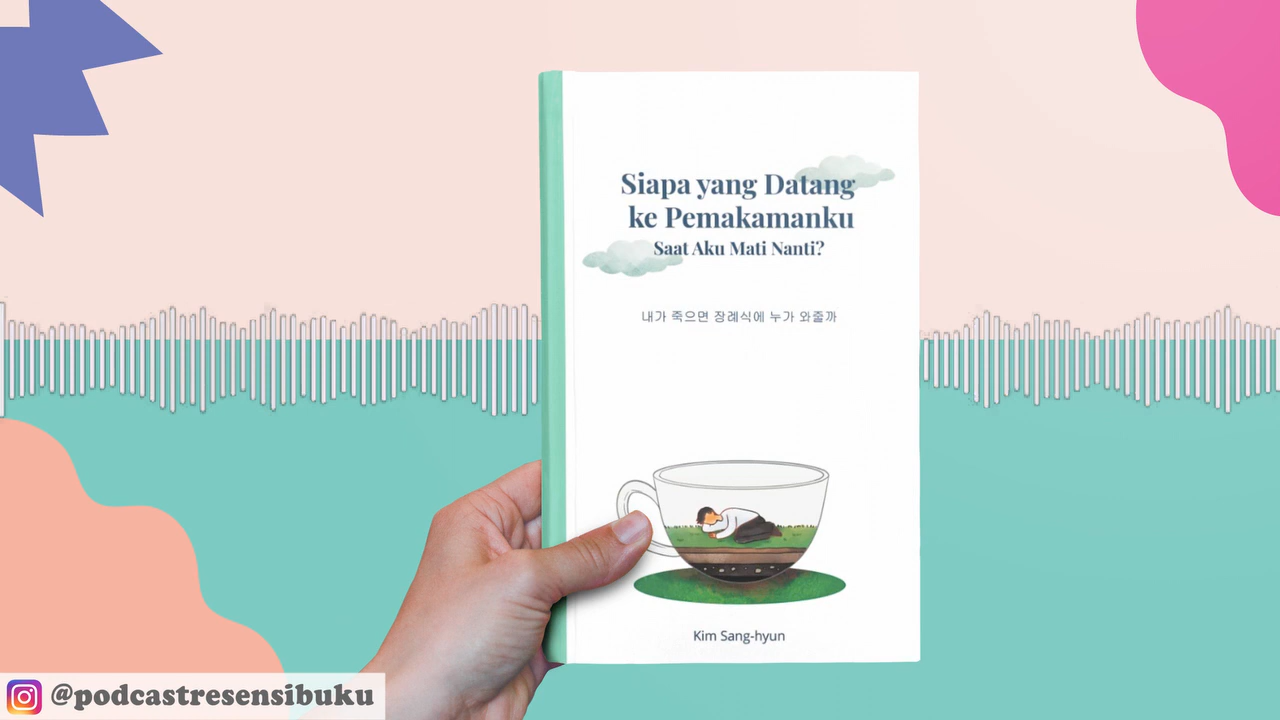 Siapa yang Datang
ke Pemakamanku
Saat Aku Mati Nanti?
내가 죽으면 장례식에 누가 와줄까
Kim Sang-hyun
@podcastresensibuku